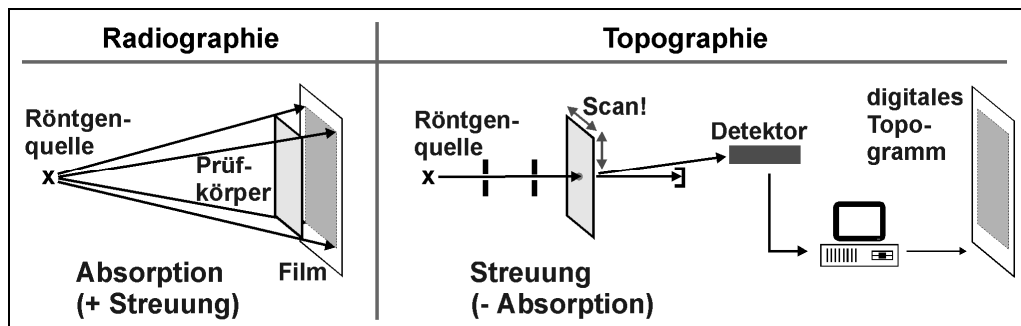 Radiographie
Röntgen-
quelle
x
Prüf-
körper
Absorption
(+ Streuung)
Film
Topographie
Röntgen-
quelle
x
Scan!
Detektor
digitales
Topo-
gramm
Streuung
(- Absorption)